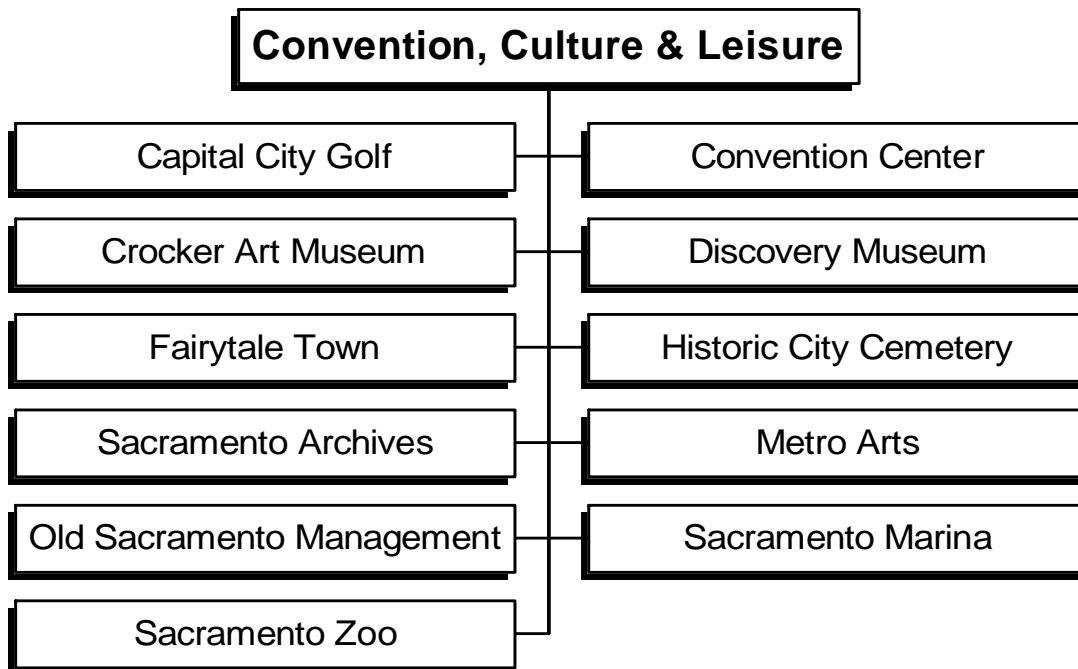 Convention, Culture & Leisure
Capital City Golf
Convention Center
Crocker Art Museum
Discovery Museum
Fairytale Town
Historic City Cemetery
Sacramento Archives
Metro Arts
Old Sacramento Management
Sacramento Marina
Sacramento Zoo